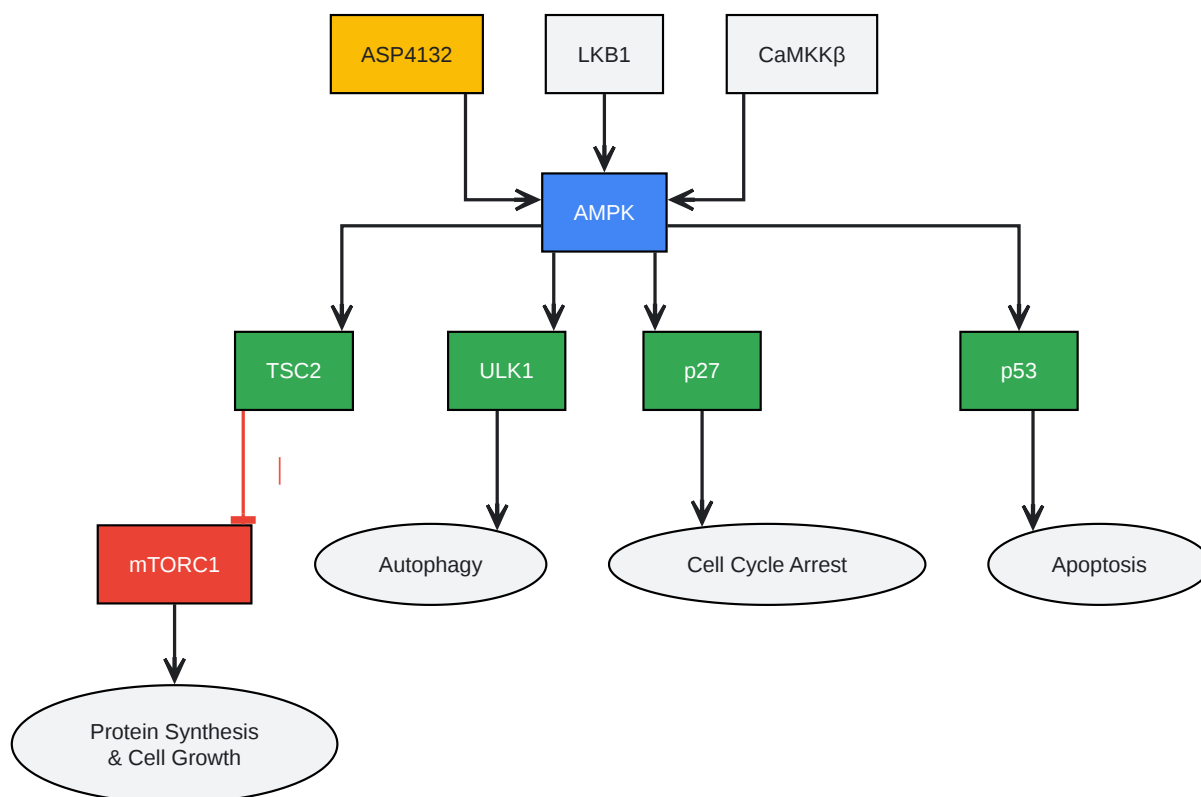 ASP4132
LKB1
CaMKKβ
AMPK
TSC2
ULK1
p27
p53
|
mTORC1
Autophagy
Cell Cycle Arrest
Apoptosis
Protein Synthesis
& Cell Growth